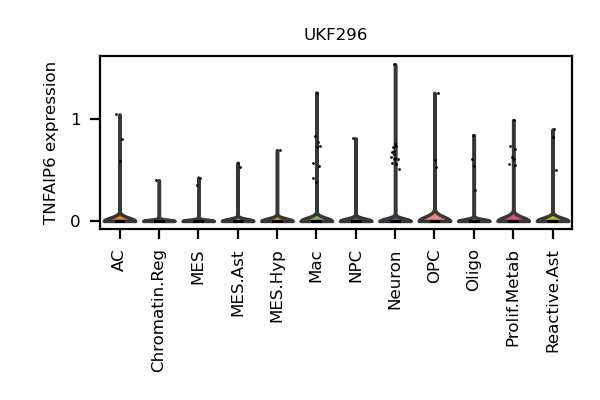 UKF296
TNFAIP6 expression
1
0
AC
Chromatin.Reg
MES
MES.Ast
MES.Hyp
Mac
NPC
Neuron
OPC
Oligo
Prolif.Metab
Reactive.Ast